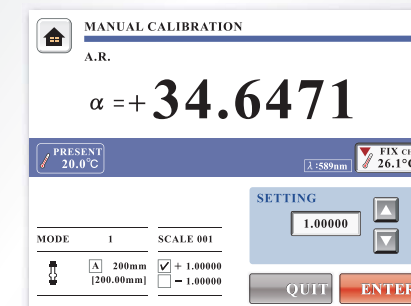 MANUAL CALIBRATION
A.R.
α =+34.6471
PRESENT
20.0°C
λ:589nm
FIX
26.1°
SETTING
1.00000
MODE 1 SCALE 001
A 200mm
[200.00mm]
+ 1.00000
− 1.00000
QUIT
ENTER